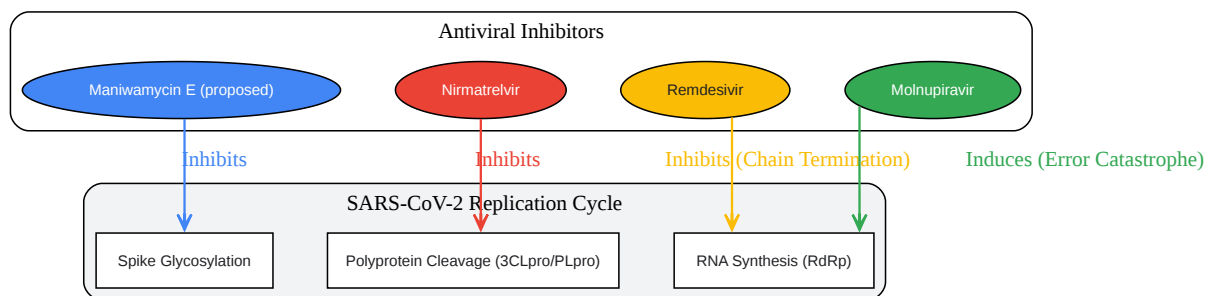 Antiviral Inhibitors
Maniwamycin E (proposed)
Nirmatrelvir
Remdesivir
Molnupiravir
Inhibits
Inhibits
Inhibits (Chain Termination)
Induces (Error Catastrophe)
SARS-CoV-2 Replication Cycle
Spike Glycosylation
Polyprotein Cleavage (3CLpro/PLpro)
RNA Synthesis (RdRp)